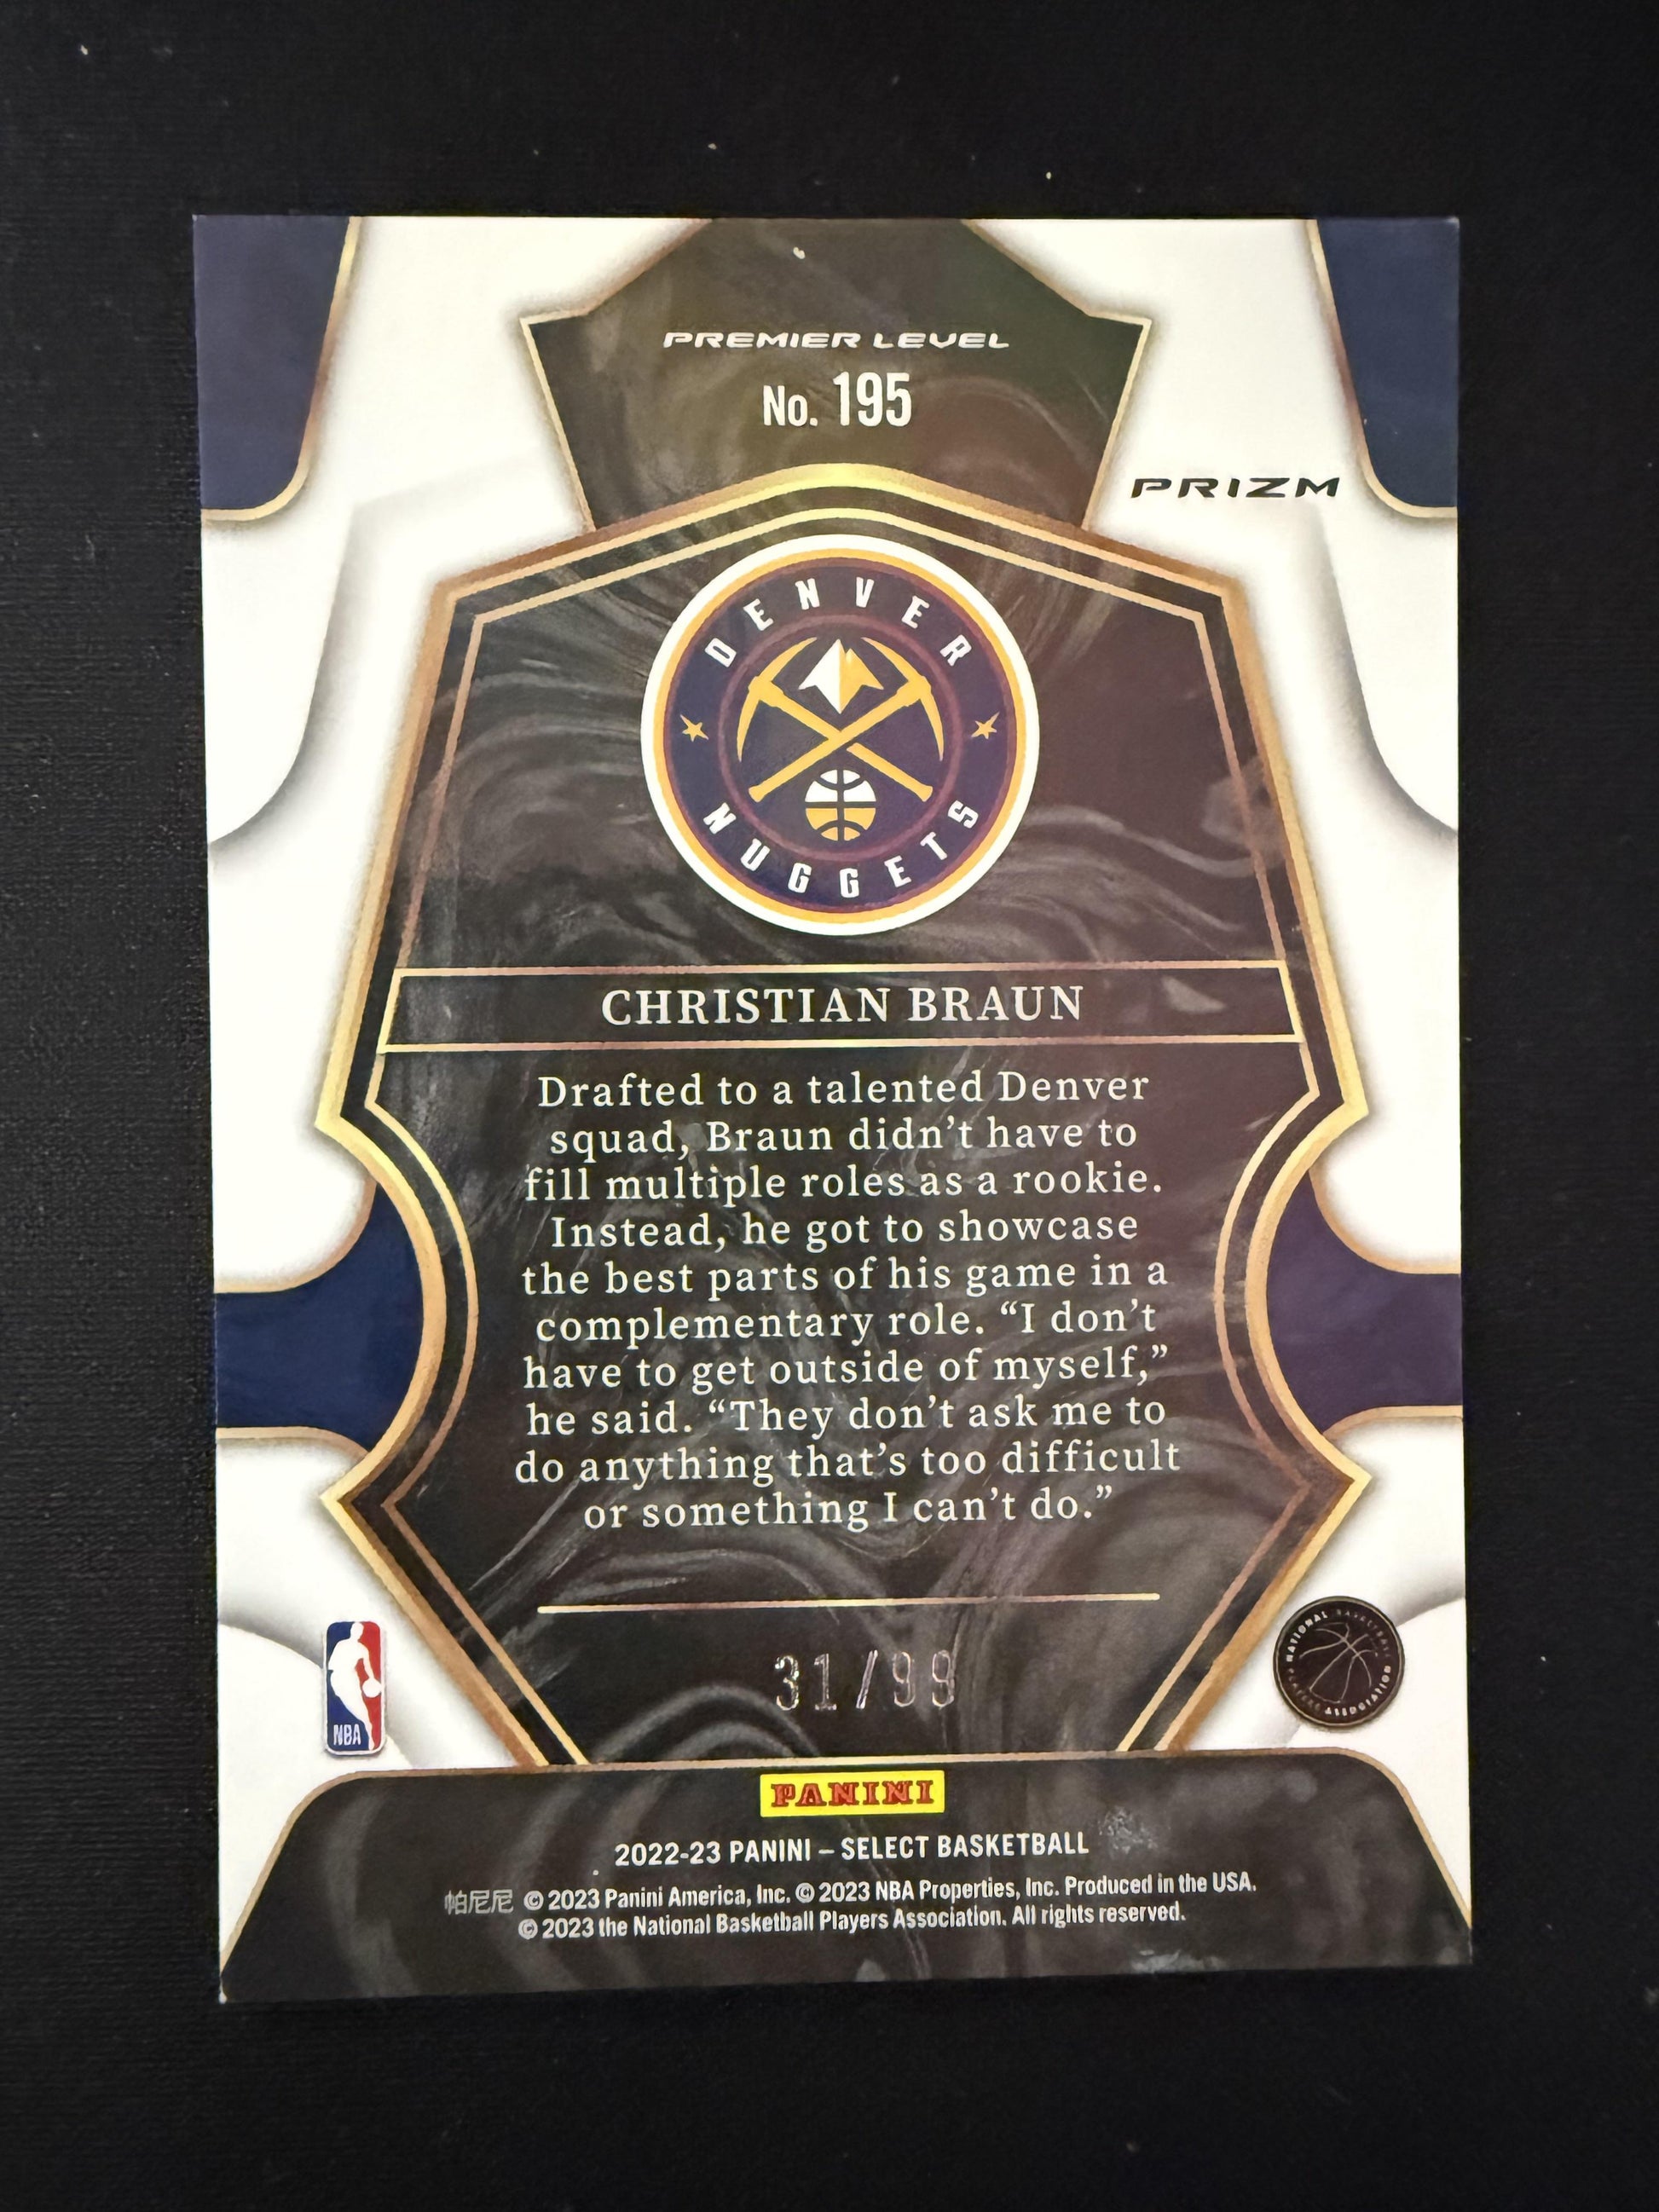 PREMIER LEVEL
No. 195
PRIZM
DENVER
NUGGETS
CHRISTIAN BRAUN
Drafted to a talented Denver
squad, Braun didn't have to
fill multiple roles as a rookie.
Instead, he got to showcase
the best parts of his game in a
complementary role. “I don't
have to get outside of myself,”
he said. “They don't ask me to
do anything that's too difficult
or something I can't do.”
31/99
NBA
NATIONAL BASKETBALL
PLAYERS ASSOCIATION
PANINI
2022-23 PANINI – SELECT BASKETBALL
帕尼尼 © 2023 Panini America, Inc. © 2023 NBA Properties, Inc. Produced in the USA.
© 2023 the National Basketball Players Association. All rights reserved.